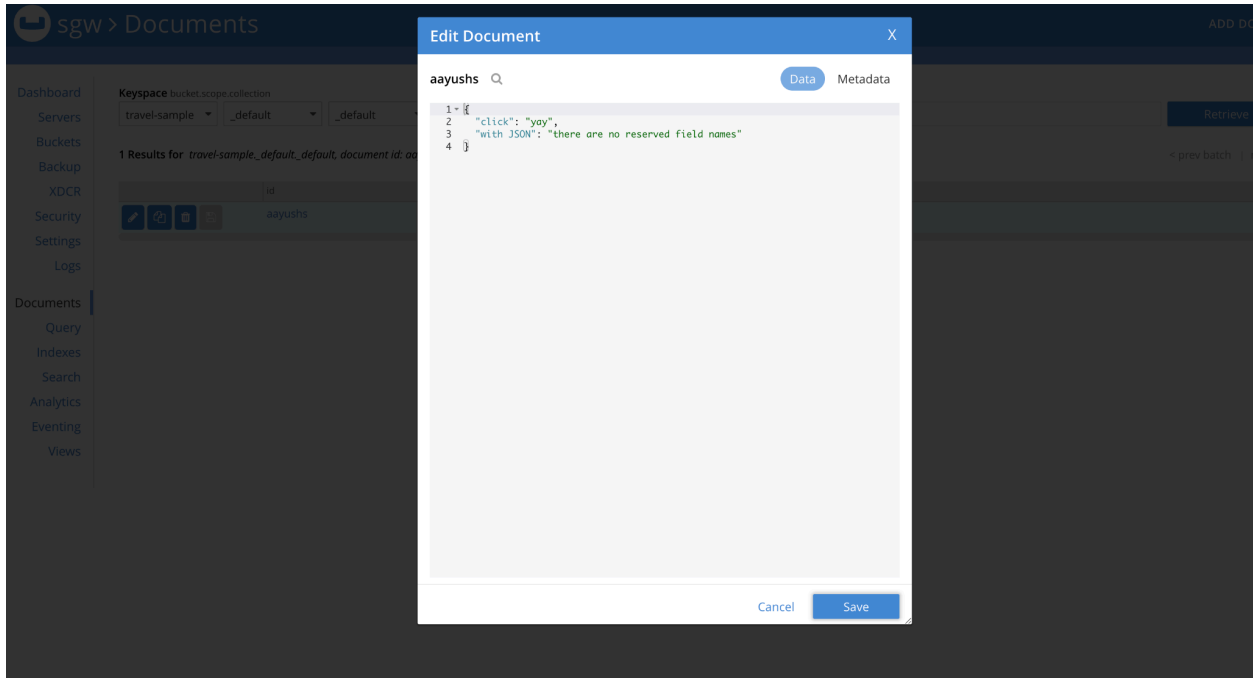 sgw > Documents
ADD DO
Edit Document
X
aayushs
Data
Metadata
1 {
2 "click": "yay",
3 "with JSON": "there are no reserved field names"
4 }
Cancel
Save
Dashboard
Servers
Buckets
Backup
XDCR
Security
Settings
Logs
Documents
Query
Indexes
Search
Analytics
Eventing
Views
Keyspace bucket.scope.collection
travel-sample
_default
_default
Retrieve
1 Results for travel-sample._default._default, document id: aa
< prev batch |
id
aayushs